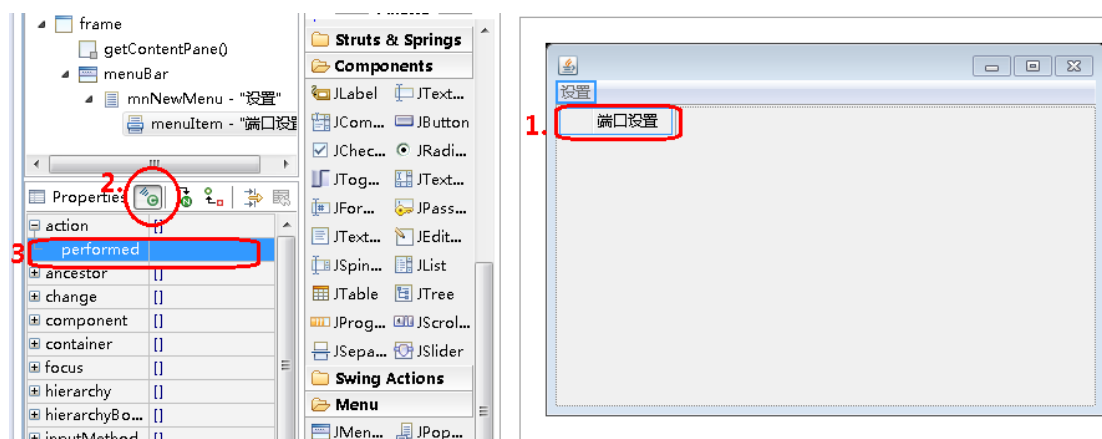 frame
getContentPane()
menuBar
mnNewMenu - "设置"
menuItem - "端口设
2.
Properties
action []
3
performed
ancestor []
change []
component []
container []
focus []
hierarchy []
hierarchyBo... []
inputMethod []
Struts & Springs
Components
JLabel JText...
JCom... JButton
JChec... JRadi...
JTog... JText...
JFor... JPass...
JText... JEdit...
JSpin... JList
JTable JTree
JProg... JScrol...
JSepa... JSlider
Swing Actions
Menu
JMen... JPop...
设置
1.
端口设置